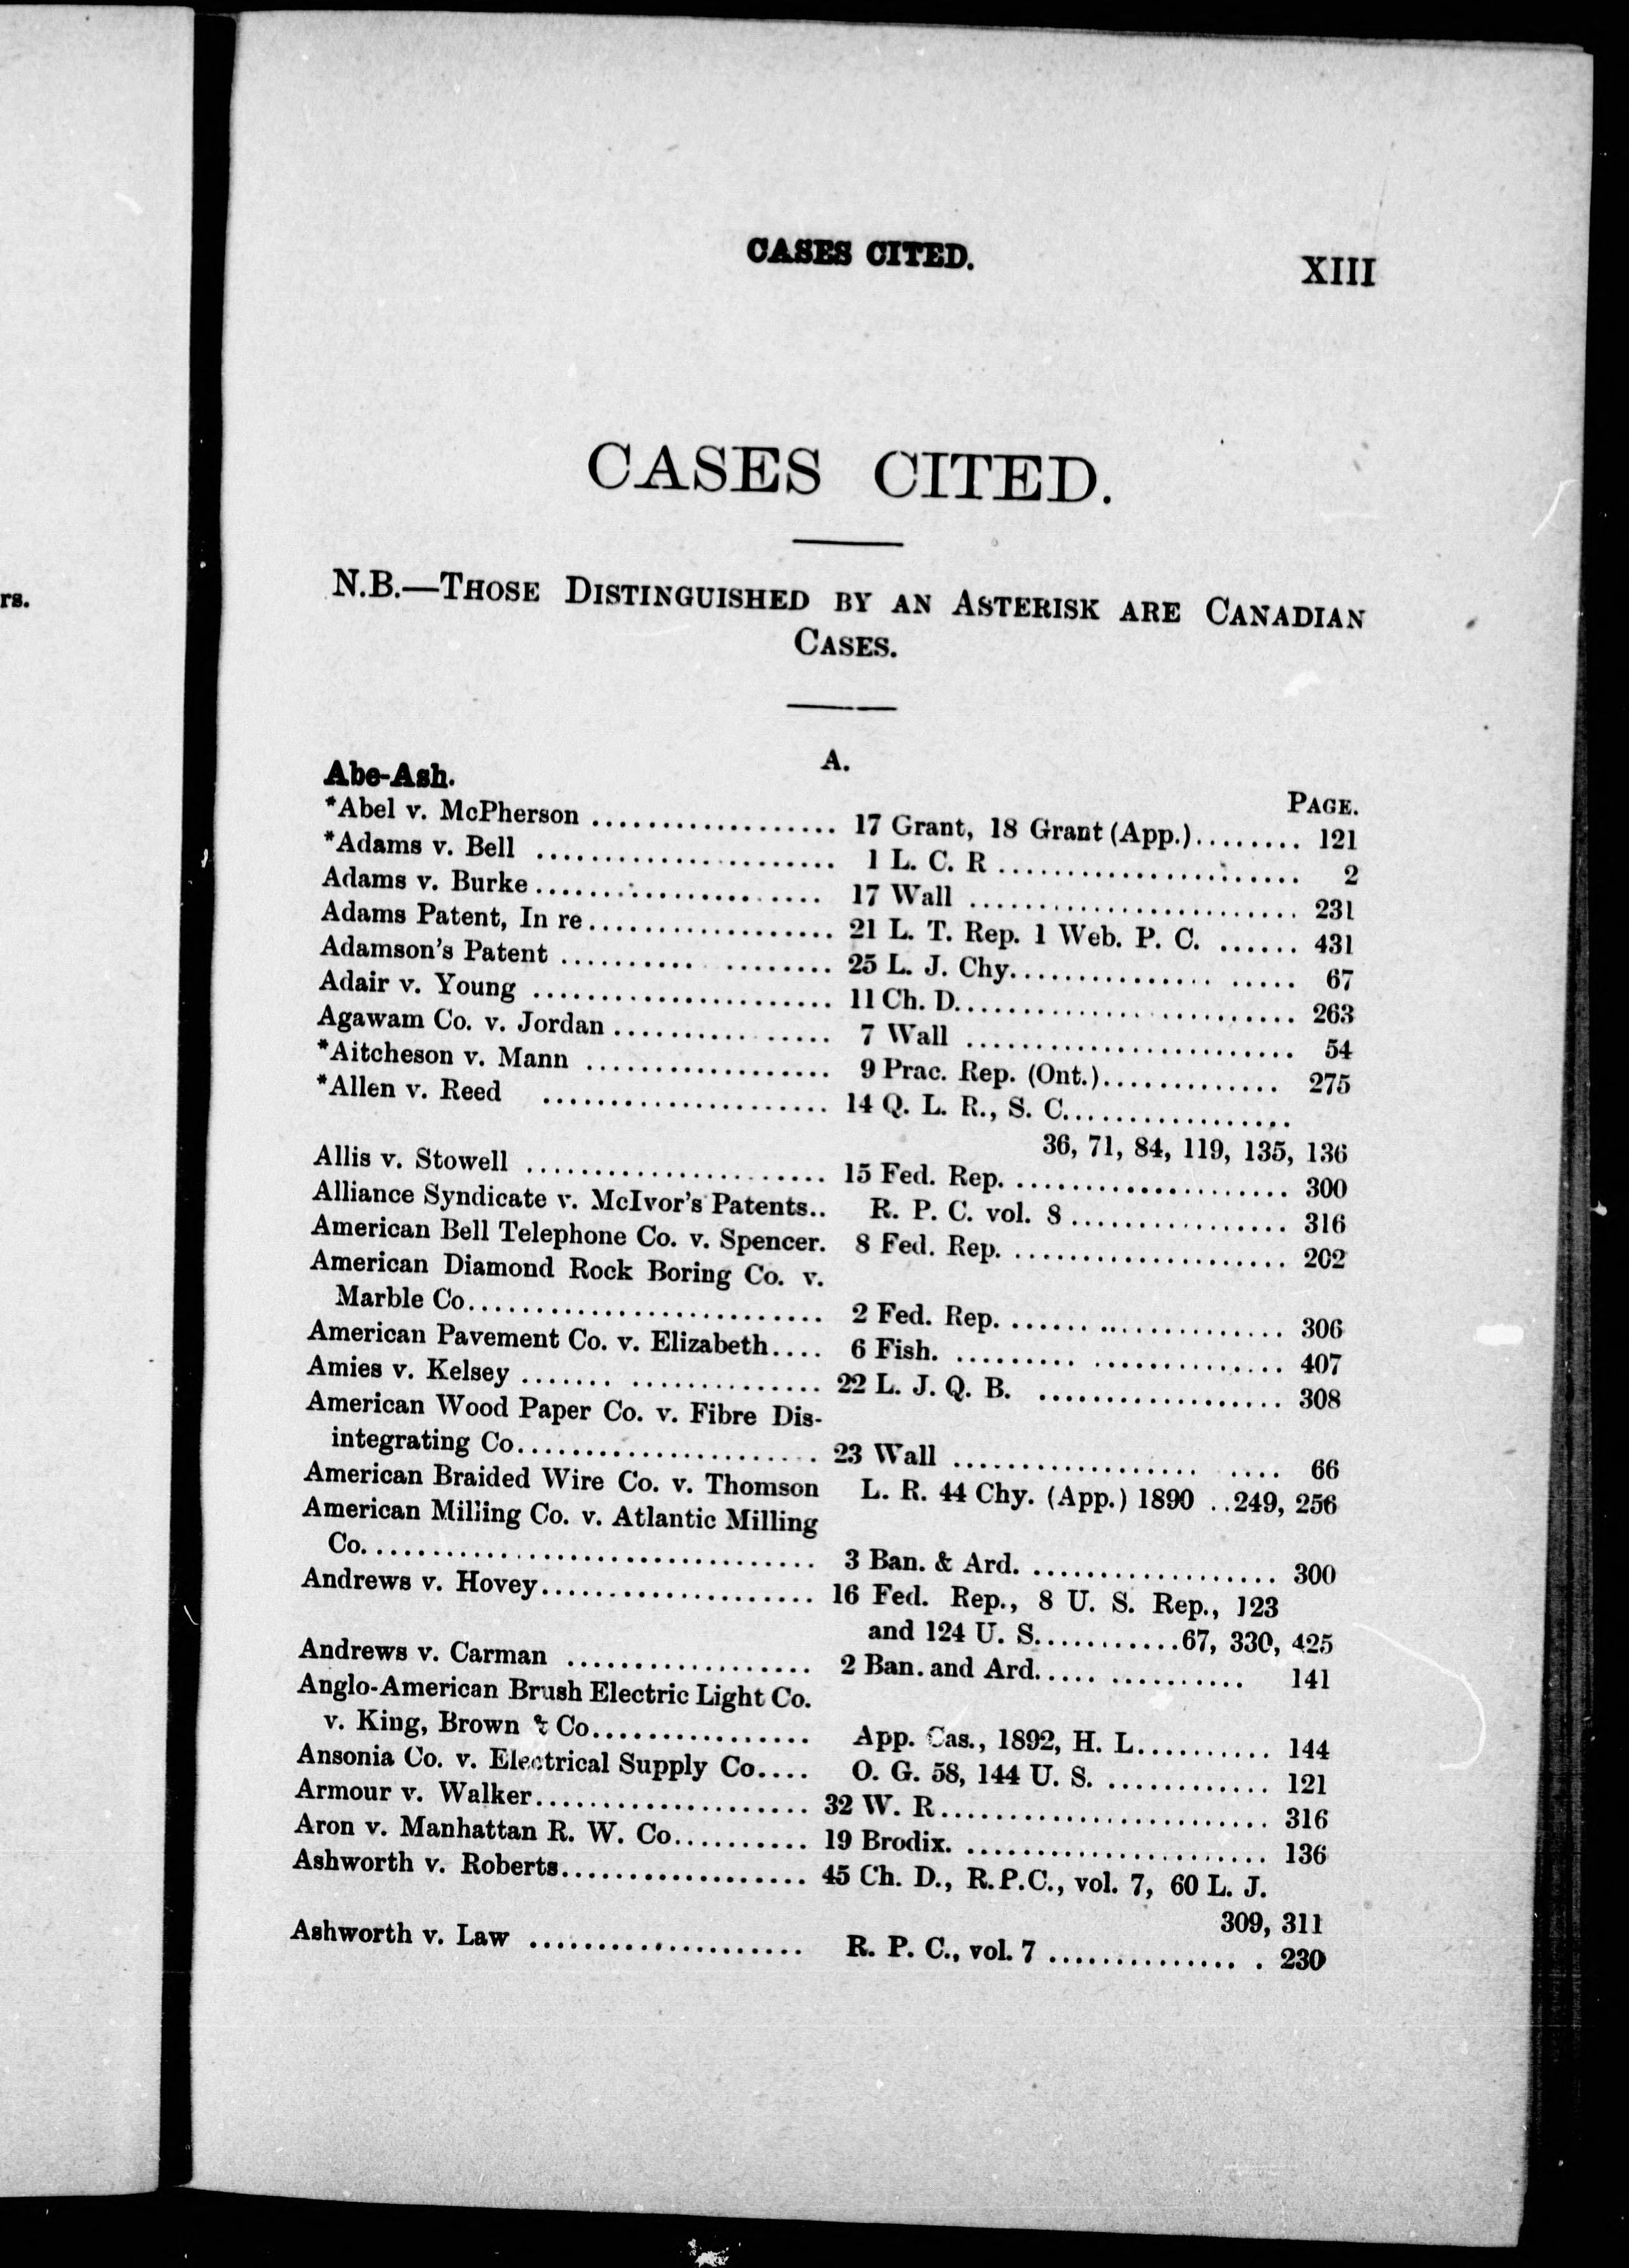 rs.
CASES CITED. XIII
CASES CITED.
N.B.—THOSE DISTINGUISHED BY AN ASTERISK ARE CANADIAN
CASES.
A.
Abe-Ash.
PAGE.
*Abel v. McPherson .................. 17 Grant, 18 Grant (App.)........ 121
*Adams v. Bell ...................... 1 L. C. R ...................... 2
Adams v. Burke ...................... 17 Wall ........................ 231
Adams Patent, In re.................. 21 L. T. Rep. 1 Web. P. C. ...... 431
Adamson's Patent .................. 25 L. J. Chy.................... 67
Adair v. Young ...................... 11 Ch. D......................... 263
Agawam Co. v. Jordan ................ 7 Wall ........................ 54
*Aitcheson v. Mann .................. 9 Prac. Rep. (Ont.)............. 275
*Allen v. Reed ..................... 14 Q. L. R., S. C.................
36, 71, 84, 119, 135, 136
Allis v. Stowell ...................... 15 Fed. Rep. .................... 300
Alliance Syndicate v. McIvor's Patents.. R. P. C. vol. 8 ................ 316
American Bell Telephone Co. v. Spencer. 8 Fed. Rep. .................... 202
American Diamond Rock Boring Co. v.
Marble Co.......................... 2 Fed. Rep. .................... 306
American Pavement Co. v. Elizabeth.... 6 Fish. ....................... 407
Amies v. Kelsey ..................... 22 L. J. Q. B. .................. 308
American Wood Paper Co. v. Fibre Dis-
integrating Co...................... 23 Wall ...................... 66
American Braided Wire Co. v. Thomson L. R. 44 Chy. (App.) 1890 ..249, 256
American Milling Co. v. Atlantic Milling
Co.................................. 3 Ban. & Ard. .................. 300
Andrews v. Hovey.................... 16 Fed. Rep., 8 U. S. Rep., 123
and 124 U. S...........67, 330, 425
Andrews v. Carman .................. 2 Ban. and Ard............... 141
Anglo-American Brush Electric Light Co.
v. King, Brown & Co................ App. Cas., 1892, H. L.......... 144
Ansonia Co. v. Electrical Supply Co.... O. G. 58, 144 U. S. ............ 121
Armour v. Walker.................... 32 W. R........................ 316
Aron v. Manhattan R. W. Co.......... 19 Brodix. ...................... 136
Ashworth v. Roberts.................. 45 Ch. D., R.P.C., vol. 7, 60 L. J.
309, 311
Ashworth v. Law .................... R. P. C., vol. 7 ............... 230